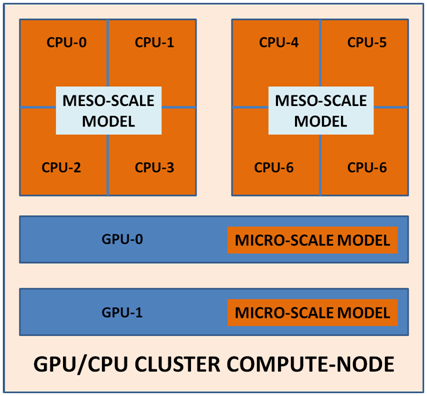 CPU-0 CPU-1 CPU-4 CPU-5
MESO-SCALE
MODEL
MESO-SCALE
MODEL
CPU-2 CPU-3 CPU-6 CPU-6
GPU-0 MICRO-SCALE MODEL
GPU-1 MICRO-SCALE MODEL
GPU/CPU CLUSTER COMPUTE-NODE